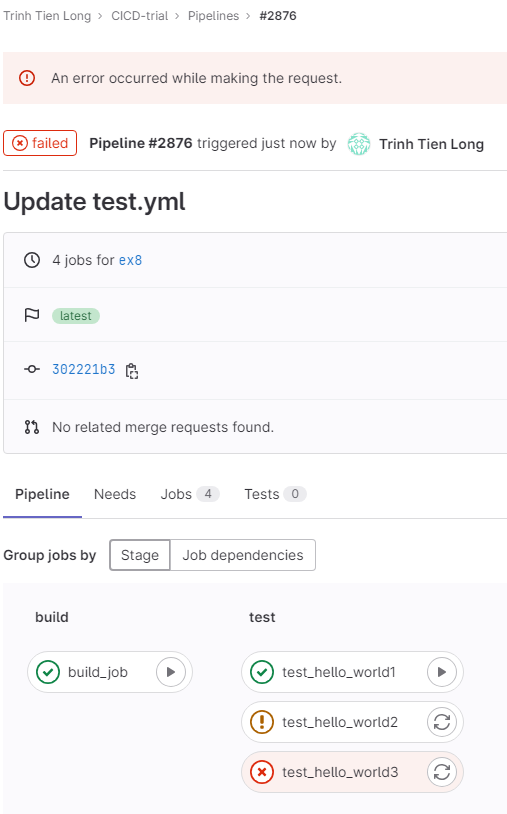 Trinh Tien Long > CICD-trial > Pipelines > #2876
An error occurred while making the request.
failed Pipeline #2876 triggered just now by Trinh Tien Long
Update test.yml
4 jobs for ex8
latest
302221b3
No related merge requests found.
Pipeline Needs Jobs 4 Tests 0
Group jobs by Stage Job dependencies
build test
build_job test_hello_world1
test_hello_world2
test_hello_world3